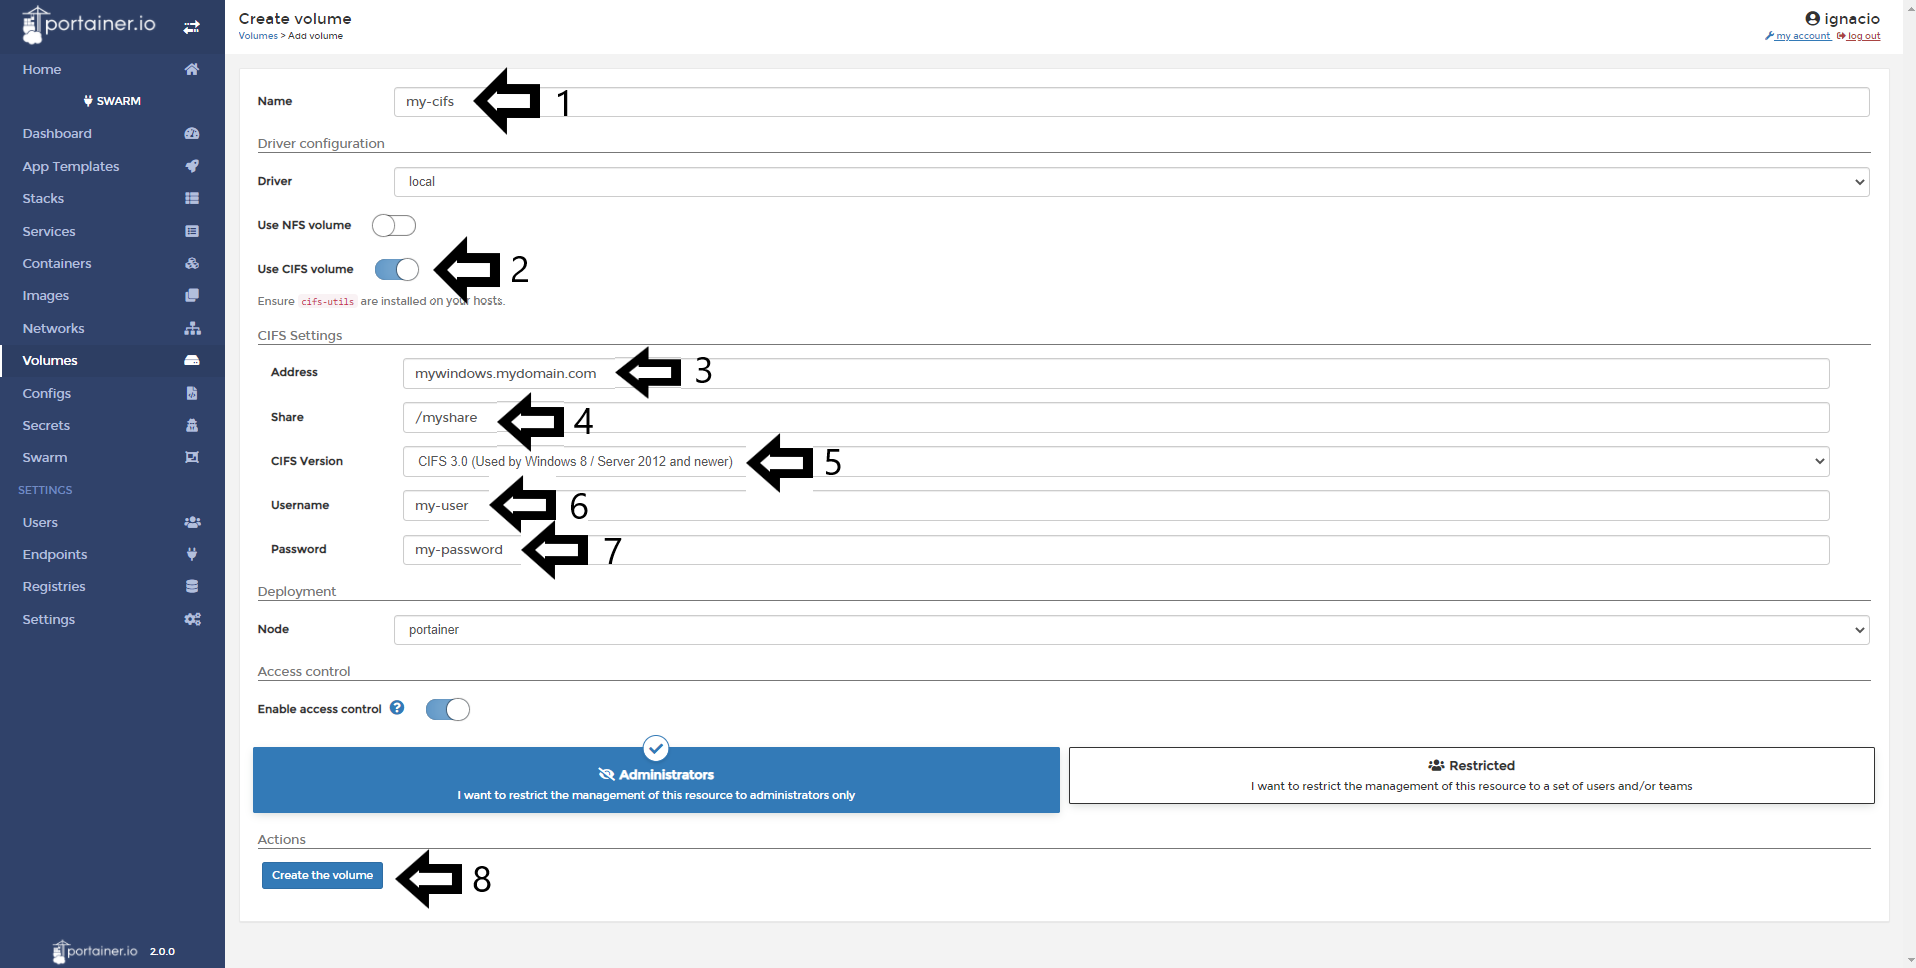 portainer.io
Home
SWARM
Dashboard
App Templates
Stacks
Services
Containers
Images
Networks
Volumes
Configs
Secrets
Swarm
SETTINGS
Users
Endpoints
Registries
Settings
portainer.io 2.0.0
Create volume
Volumes > Add volume
ignacio
my account log out
Name my-cifs 1
Driver configuration
Driver local
Use NFS volume
Use CIFS volume 2
Ensure cifs-utils are installed on your hosts.
CIFS Settings
Address mywindows.mydomain.com 3
Share /myshare 4
CIFS Version CIFS 3.0 (Used by Windows 8 / Server 2012 and newer) 5
Username my-user 6
Password my-password 7
Deployment
Node portainer
Access control
Enable access control ?
Administrators
I want to restrict the management of this resource to administrators only
Restricted
I want to restrict the management of this resource to a set of users and/or teams
Actions
Create the volume 8